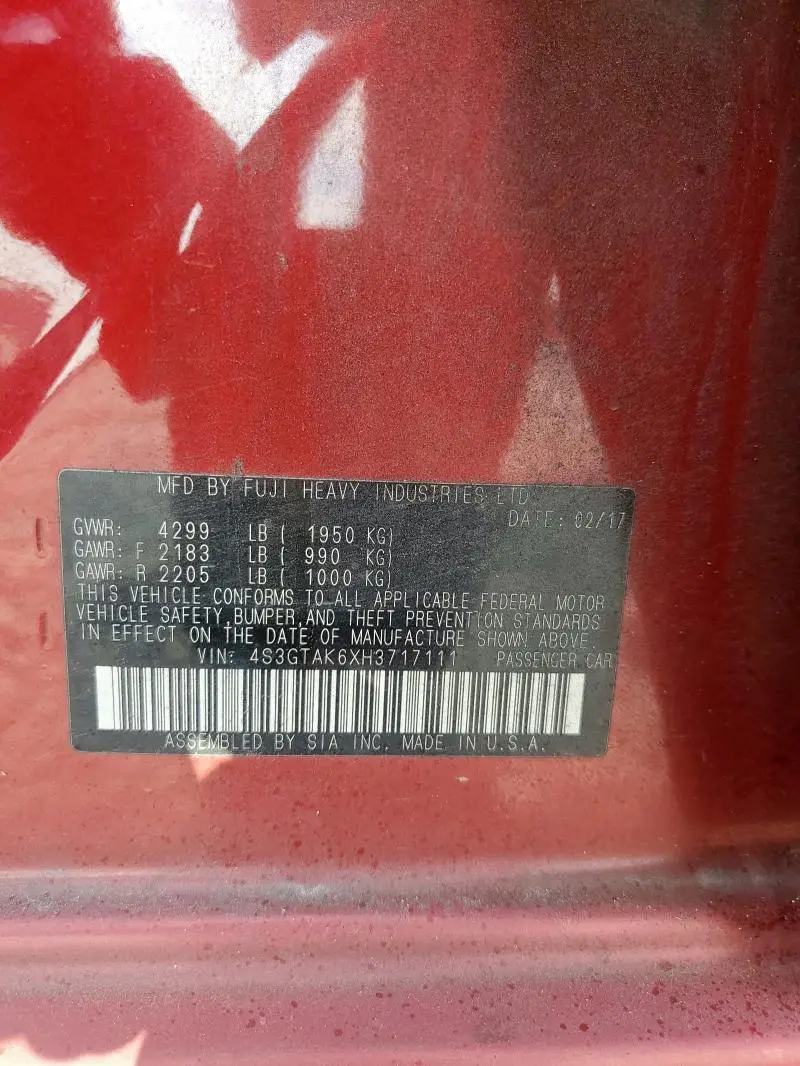 MFD BY FUJI HEAVY INDUSTRIES LTD
DATE: 02/17
GVWR: 4299 LB ( 1950 KG)
GAWR: F 2183 LB ( 990 KG)
GAWR: R 2205 LB ( 1000 KG)
THIS VEHICLE CONFORMS TO ALL APPLICABLE FEDERAL MOTOR
VEHICLE SAFETY,BUMPER,AND THEFT PREVENTION STANDARDS
IN EFFECT ON THE DATE OF MANUFACTURE SHOWN ABOVE.
VIN: 4S3GTAK6XH3717111 PASSENGER CAR
ASSEMBLED BY SIA INC. MADE IN U.S.A.